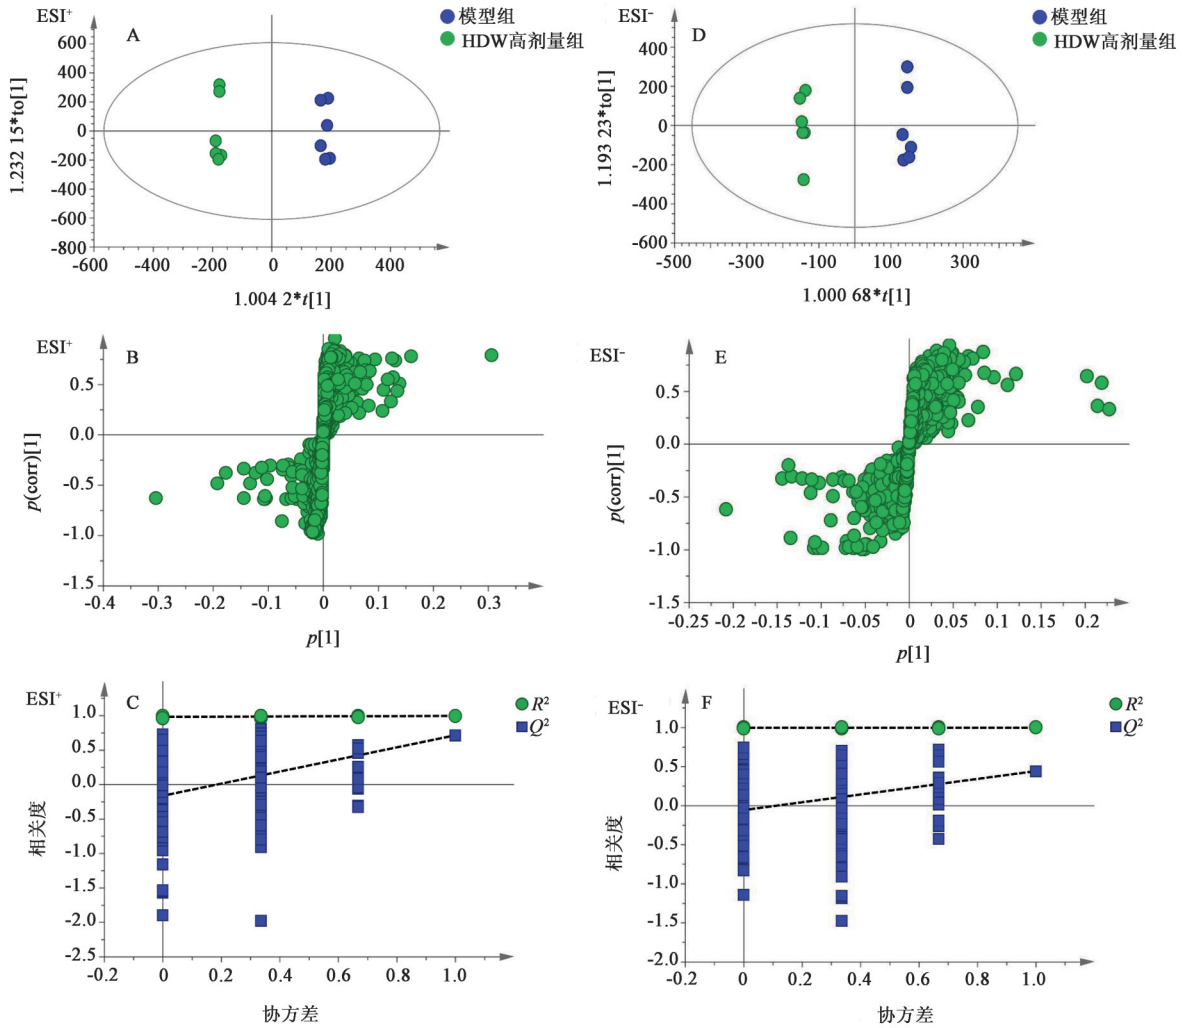 ESI⁺
A
模型组
HDW高剂量组
600
400
200
0
-200
-400
-600
-800
-600
-400
-200
0
200
400
1.232 15*to[1]
1.004 2*t[1]
ESI⁻
D
模型组
HDW高剂量组
400
200
0
-200
-400
-600
-500
-300
-100
100
300
1.193 23*to[1]
1.000 68*t[1]
ESI⁺
B
0.5
0.0
-0.5
-1.0
-1.5
-0.4
-0.3
-0.2
-0.1
0
0.1
0.2
0.3
p(corr)[1]
p[1]
ESI⁻
E
0.5
0.0
-0.5
-1.0
-1.5
-0.25
-0.2
-0.15
-0.1
-0.05
0
0.05
0.1
0.15
0.2
p(corr)[1]
p[1]
ESI⁺
C
R²
Q²
1.0
0.5
0.0
-0.5
-1.0
-1.5
-2.0
-2.5
-0.2
0
0.2
0.4
0.6
0.8
1.0
相关度
协方差
ESI⁻
F
R²
Q²
1.0
0.5
0.0
-0.5
-1.0
-1.5
-2.0
-0.2
0
0.2
0.4
0.6
0.8
1.0
相关度
协方差